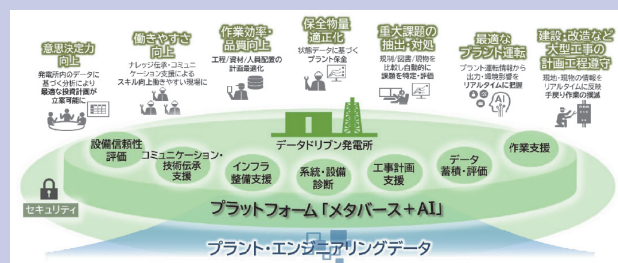 意思決定力
向上
発電所内のデータに
基づく分析により
最適な投資計画が
立案可能に
働きやすさ
向上
ナレッジ伝承・コミュニ
ケーション支援による
スキル向上働きやすい現場に
作業効率・
品質向上
工程/資材/人員配置の
計画最適化
保全物量
適正化
状態データに基づく
プラント保全
重大課題の
抽出・対処
規制/図書/現物を
比較し自動的に
課題を特定・評価
最適な
プラント運転
プラント運転情報から
出力・環境影響を
リアルタイムに把握
AI
建設・改造など
大型工事の
計画工程遵守
現地・現物の情報を
リアルタイムに反映
手戻り作業の撲滅
データドリブン発電所
設備信頼性
評価
コミュニケーション・
技術伝承
支援
インフラ
整備支援
系統・設備
診断
工事計画
支援
データ
蓄積・評価
作業支援
セキュリティ
プラットフォーム「メタバース+AI」
プラント・エンジニアリングデータ